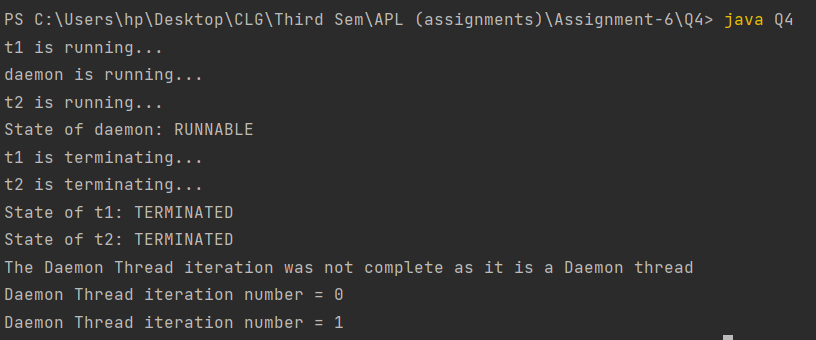 PS C:\Users\hp\Desktop\CLG\Third Sem\APL (assignments)\Assignment-6\Q4> java Q4
t1 is running...
daemon is running...
t2 is running...
State of daemon: RUNNABLE
t1 is terminating...
t2 is terminating...
State of t1: TERMINATED
State of t2: TERMINATED
The Daemon Thread iteration was not complete as it is a Daemon thread
Daemon Thread iteration number = 0
Daemon Thread iteration number = 1